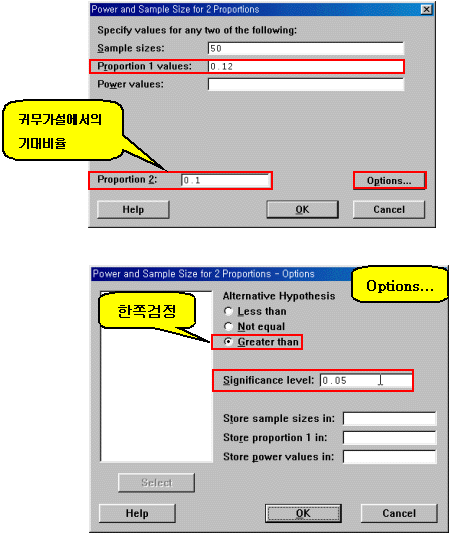 Power and Sample Size for 2 Proportions
Specify values for any two of the following:
Sample sizes: 50
Proportion 1 values: 0.12
Power values:
귀무가설에서의
기대비율
Proportion 2: 0.1
Options...
Help
OK
Cancel
Power and Sample Size for 2 Proportions - Options
Options...
Alternative Hypothesis
한쪽검정
Less than
Not equal
Greater than
Significance level: 0.05
Store sample sizes in:
Store proportion 1 in:
Store power values in:
Select
Help
OK
Cancel